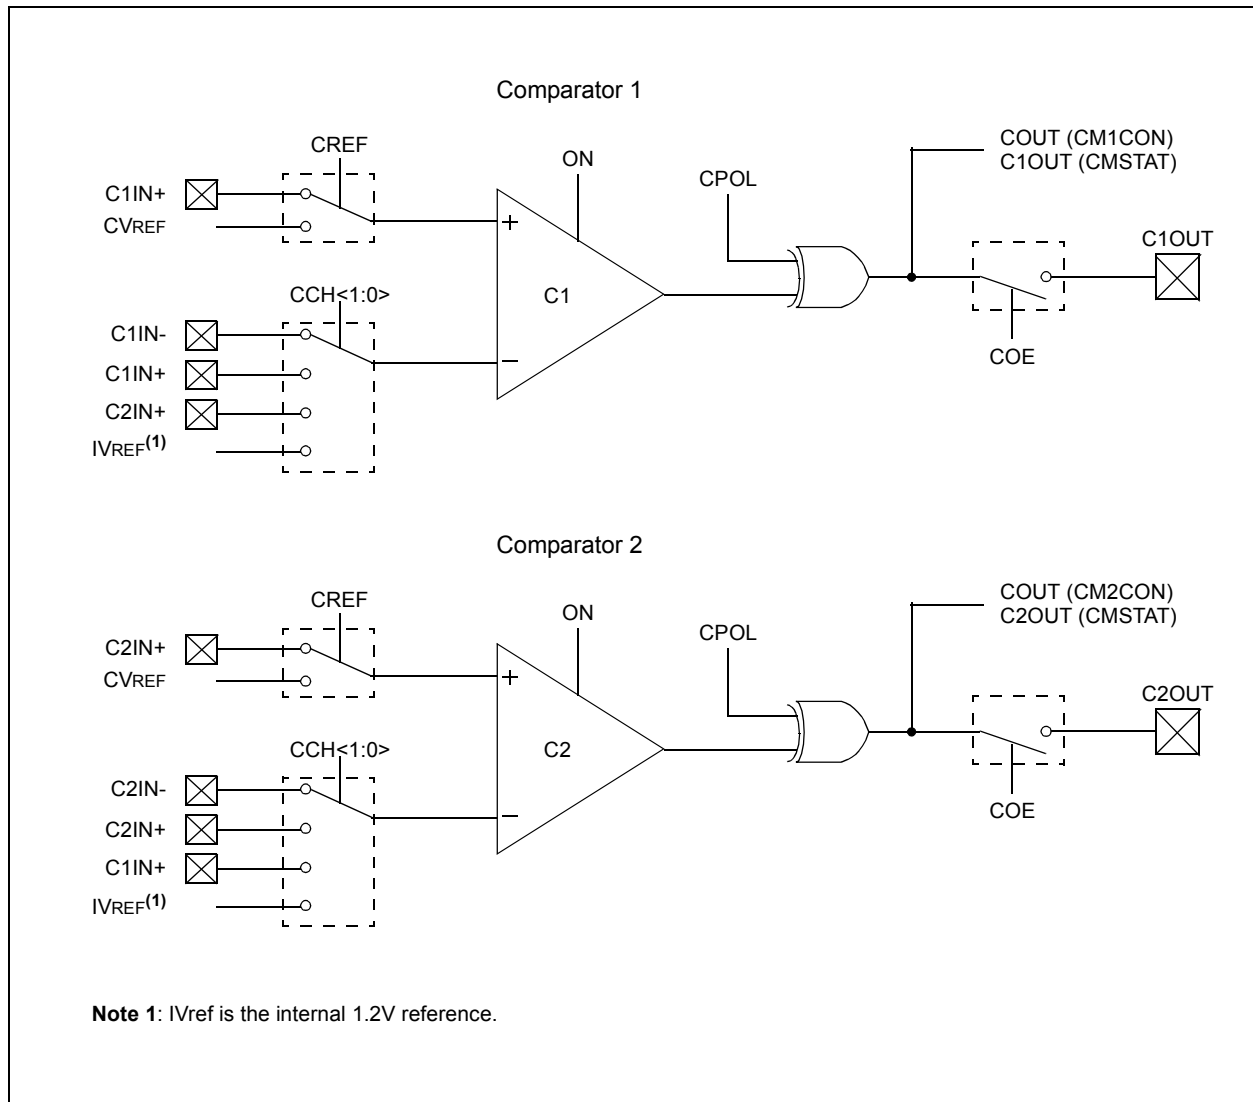 Comparator 1
CREF
ON
COUT (CM1CON)
C1OUT (CMSTAT)
C1IN+
CVREF
CPOL
C1OUT
+
CCH<1:0>
C1
C1IN-
C1IN+
C2IN+
IVREF(1)
−
COE
Comparator 2
CREF
ON
COUT (CM2CON)
C2OUT (CMSTAT)
C2IN+
CVREF
CPOL
C2OUT
+
CCH<1:0>
C2
C2IN-
C2IN+
C1IN+
IVREF(1)
−
COE
Note 1: IVref is the internal 1.2V reference.